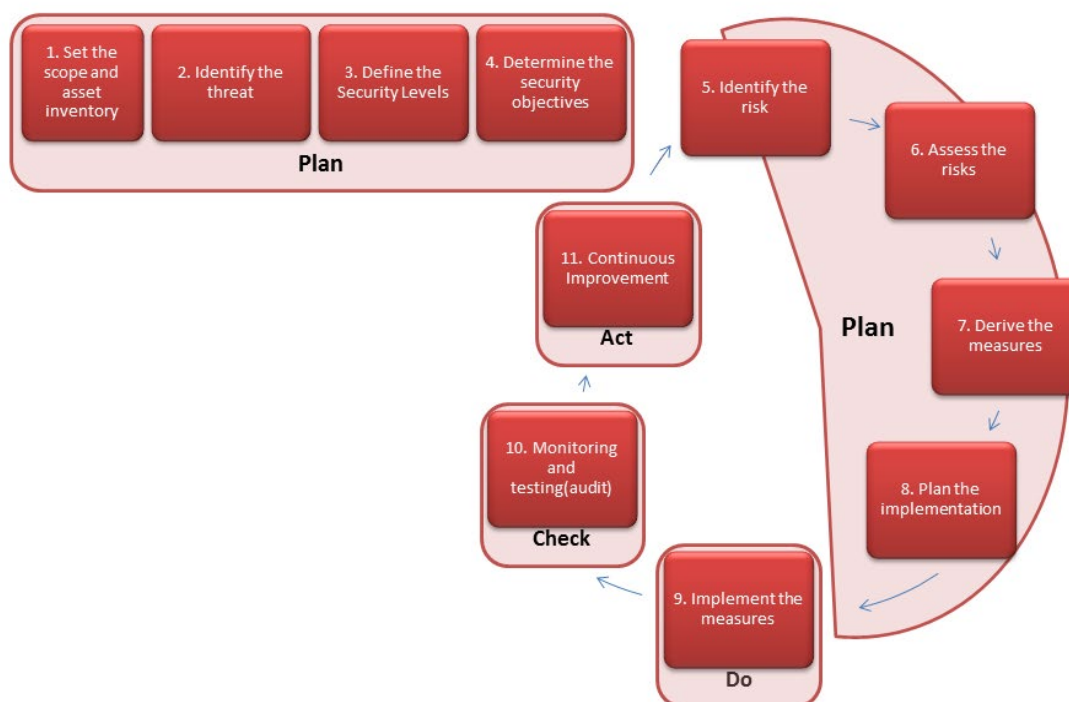 1. Set the
scope and
asset
inventory
2. Identify the
threat
3. Define the
Security Levels
4. Determine the
security
objectives
Plan
5. Identify the
risk
6. Assess the
risks
7. Derive the
measures
8. Plan the
implementation
Plan
9. Implement the
measures
Do
10. Monitoring
and
testing(audit)
Check
11. Continuous
Improvement
Act